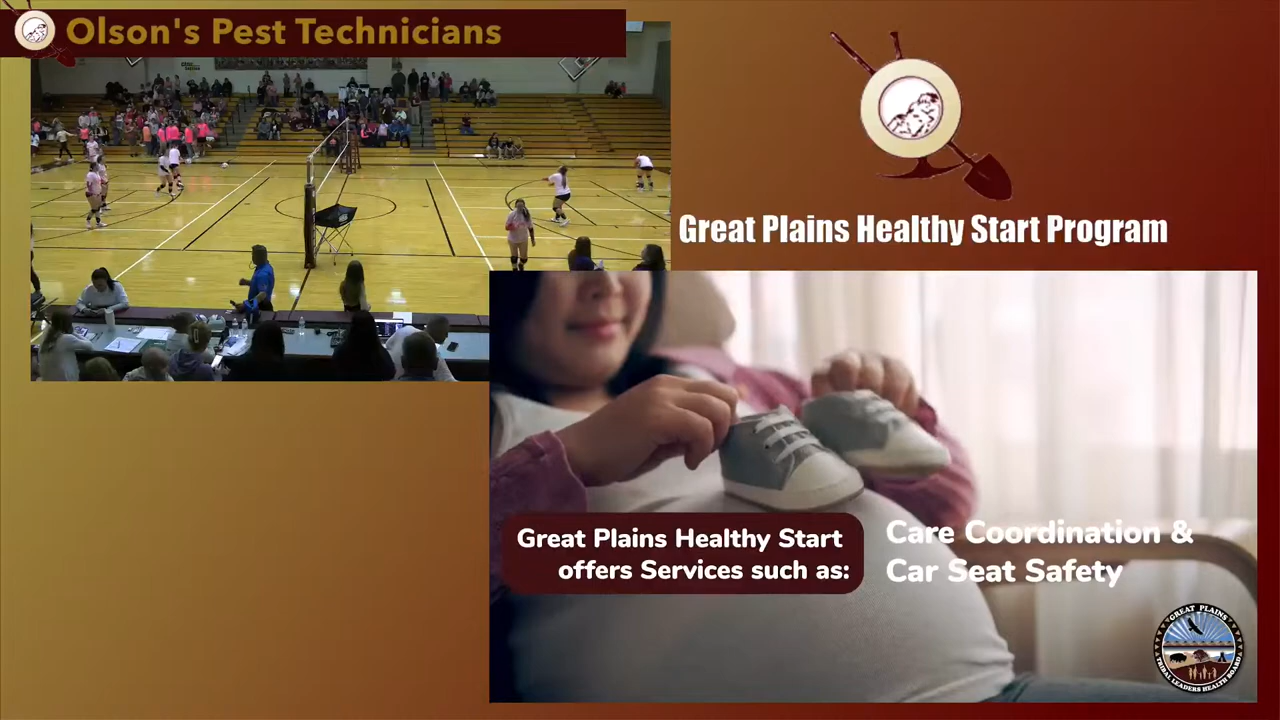 Olson's Pest Technicians
Great Plains Healthy Start Program
Great Plains Healthy Start
offers Services such as:
Care Coordination &
Car Seat Safety
GREAT PLAINS
TRIBAL LEADERS HEALTH BOARD